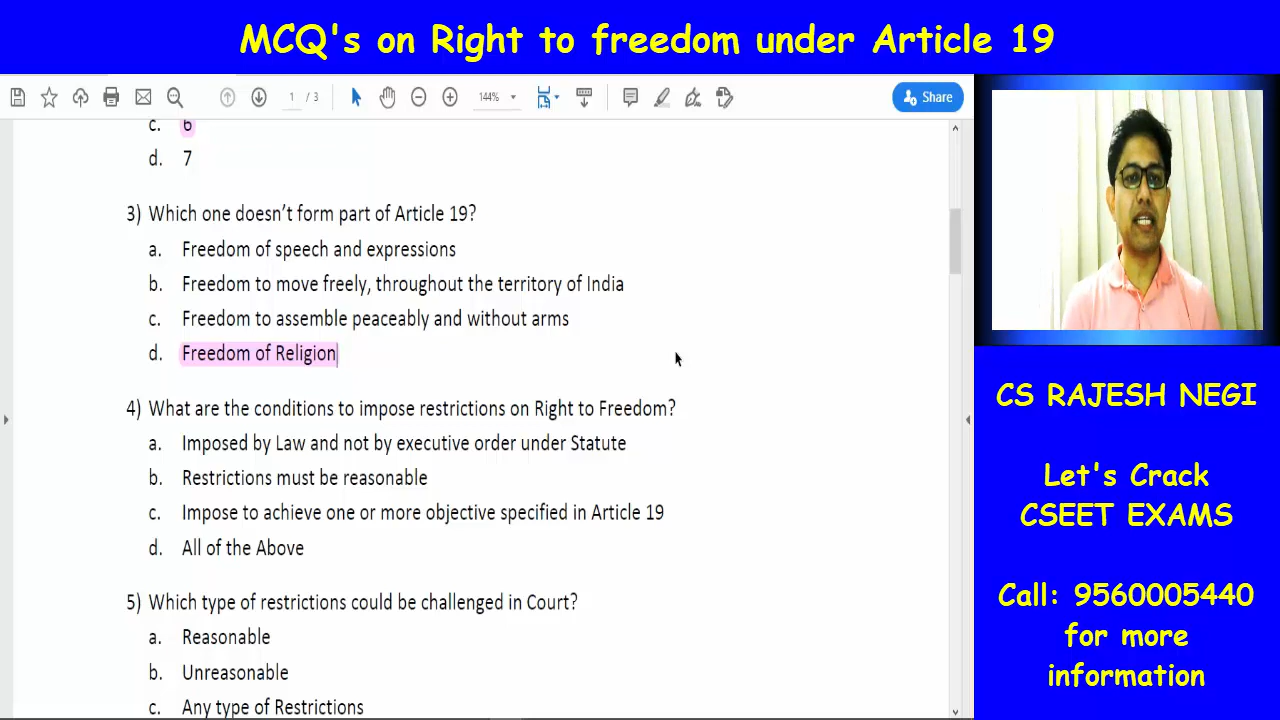 MCQ's on Right to freedom under Article 19
1 / 3
144%
Share
c. 6
d. 7
3) Which one doesn’t form part of Article 19?
a. Freedom of speech and expressions
b. Freedom to move freely, throughout the territory of India
c. Freedom to assemble peaceably and without arms
d. Freedom of Religion
4) What are the conditions to impose restrictions on Right to Freedom?
a. Imposed by Law and not by executive order under Statute
b. Restrictions must be reasonable
c. Impose to achieve one or more objective specified in Article 19
d. All of the Above
5) Which type of restrictions could be challenged in Court?
a. Reasonable
b. Unreasonable
c. Any type of Restrictions
CS RAJESH NEGI
Let's Crack
CSEET EXAMS
Call: 9560005440
for more
information